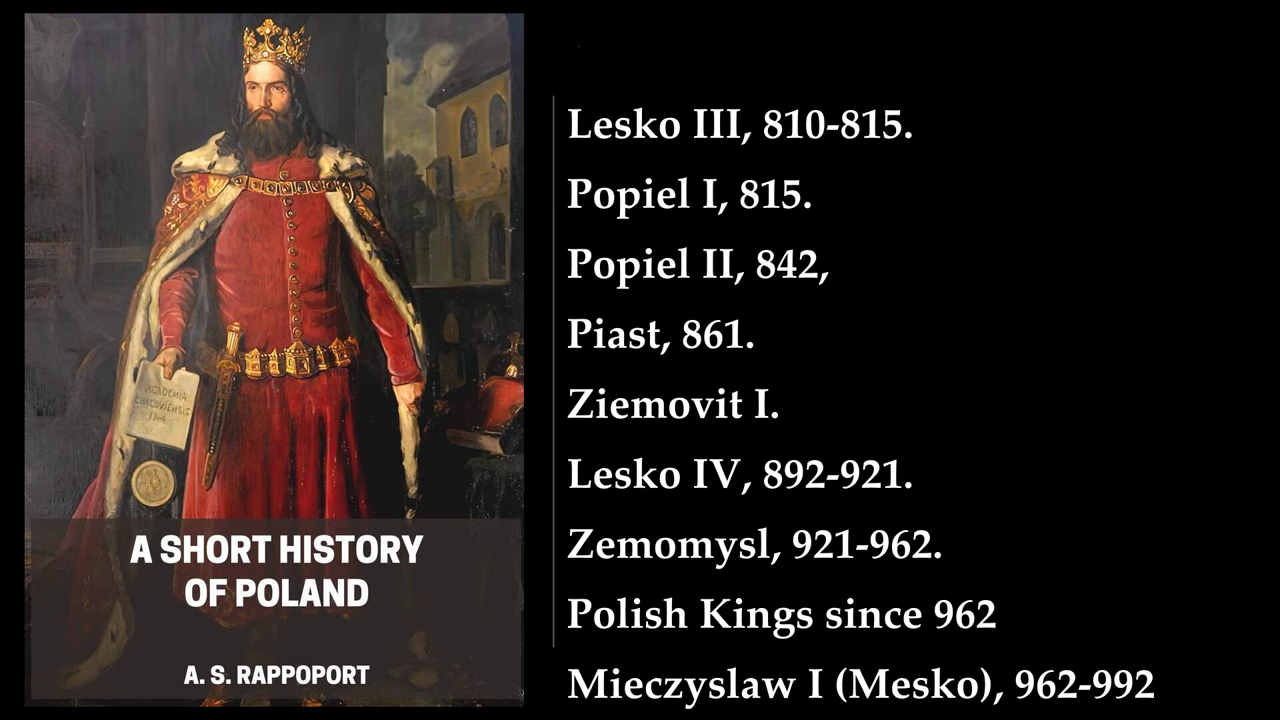 ACADEMIA
A SHORT HISTORY
OF POLAND
A. S. RAPPOPORT
Lesko III, 810-815.
Popiel I, 815.
Popiel II, 842,
Piast, 861.
Ziemovit I.
Lesko IV, 892-921.
Zemomysl, 921-962.
Polish Kings since 962
Mieczyslaw I (Mesko), 962-992